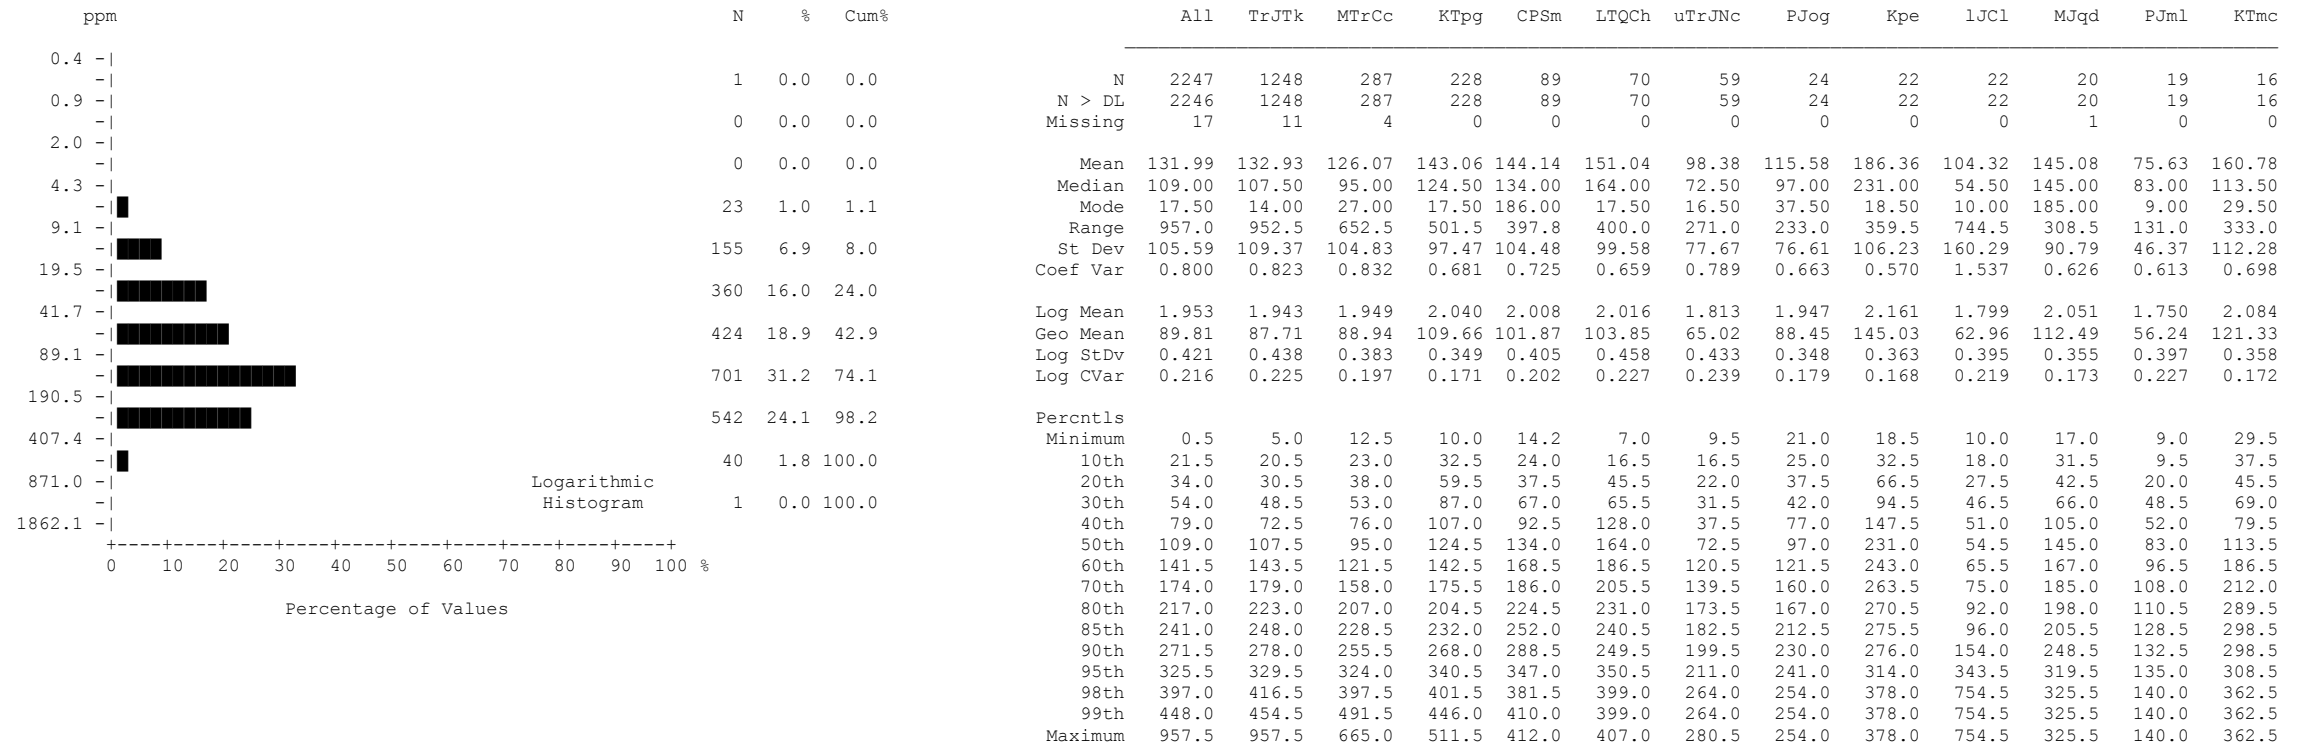 ppm N % Cum% All TrJTk MTrCc KTpg CPSm LTQCh uTrJNc PJog Kpe lJCl MJqd PJml KTmc
0.4 -|
-| 1 0.0 0.0 N 2247 1248 287 228 89 70 59 24 22 22 20 19 16
0.9 -| N > DL 2246 1248 287 228 89 70 59 24 22 22 20 19 16
-| 0 0.0 0.0 Missing 17 11 4 0 0 0 0 0 0 0 1 0 0
2.0 -|
-| 0 0.0 0.0 Mean 131.99 132.93 126.07 143.06 144.14 151.04 98.38 115.58 186.36 104.32 145.08 75.63 160.78
4.3 -| Median 109.00 107.50 95.00 124.50 134.00 164.00 72.50 97.00 231.00 54.50 145.00 83.00 113.50
-| 23 1.0 1.1 Mode 17.50 14.00 27.00 17.50 186.00 17.50 16.50 37.50 18.50 10.00 185.00 9.00 29.50
9.1 -| Range 957.0 952.5 652.5 501.5 397.8 400.0 271.0 233.0 359.5 744.5 308.5 131.0 333.0
-| 155 6.9 8.0 St Dev 105.59 109.37 104.83 97.47 104.48 99.58 77.67 76.61 106.23 160.29 90.79 46.37 112.28
19.5 -| Coef Var 0.800 0.823 0.832 0.681 0.725 0.659 0.789 0.663 0.570 1.537 0.626 0.613 0.698
-| 360 16.0 24.0
41.7 -| Log Mean 1.953 1.943 1.949 2.040 2.008 2.016 1.813 1.947 2.161 1.799 2.051 1.750 2.084
-| 424 18.9 42.9 Geo Mean 89.81 87.71 88.94 109.66 101.87 103.85 65.02 88.45 145.03 62.96 112.49 56.24 121.33
89.1 -| Log StDv 0.421 0.438 0.383 0.349 0.405 0.458 0.433 0.348 0.363 0.395 0.355 0.397 0.358
-| 701 31.2 74.1 Log CVar 0.216 0.225 0.197 0.171 0.202 0.227 0.239 0.179 0.168 0.219 0.173 0.227 0.172
190.5 -|
-| 542 24.1 98.2 Percntls
407.4 -| Minimum 0.5 5.0 12.5 10.0 14.2 7.0 9.5 21.0 18.5 10.0 17.0 9.0 29.5
-| 40 1.8 100.0 10th 21.5 20.5 23.0 32.5 24.0 16.5 16.5 25.0 32.5 18.0 31.5 9.5 37.5
871.0 -| Logarithmic 20th 34.0 30.5 38.0 59.5 37.5 45.5 22.0 37.5 66.5 27.5 42.5 20.0 45.5
-| Histogram 1 0.0 100.0 30th 54.0 48.5 53.0 87.0 67.0 65.5 31.5 42.0 94.5 46.5 66.0 48.5 69.0
1862.1 -| 40th 79.0 72.5 76.0 107.0 92.5 128.0 37.5 77.0 147.5 51.0 105.0 52.0 79.5
+----+----+----+----+----+----+----+----+----+----+----+----+----+----+----+----+----+----+----+----+ 50th 109.0 107.5 95.0 124.5 134.0 164.0 72.5 97.0 231.0 54.5 145.0 83.0 113.5
0 10 20 30 40 50 60 70 80 90 100 % 60th 141.5 143.5 121.5 142.5 168.5 186.5 120.5 121.5 243.0 65.5 167.0 96.5 186.5
70th 174.0 179.0 158.0 175.5 186.0 205.5 139.5 160.0 263.5 75.0 185.0 108.0 212.0
Percentage of Values 80th 217.0 223.0 207.0 204.5 224.5 231.0 173.5 167.0 270.5 92.0 198.0 110.5 289.5
85th 241.0 248.0 228.5 232.0 252.0 240.5 182.5 212.5 275.5 96.0 205.5 128.5 298.5
90th 271.5 278.0 255.5 268.0 288.5 249.5 199.5 230.0 276.0 154.0 248.5 132.5 298.5
95th 325.5 329.5 324.0 340.5 347.0 350.5 211.0 241.0 314.0 343.5 319.5 135.0 308.5
98th 397.0 416.5 397.5 401.5 381.5 399.0 264.0 254.0 378.0 754.5 325.5 140.0 362.5
99th 448.0 454.5 491.5 446.0 410.0 399.0 264.0 254.0 378.0 754.5 325.5 140.0 362.5
Maximum 957.5 957.5 665.0 511.5 412.0 407.0 280.5 254.0 378.0 754.5 325.5 140.0 362.5